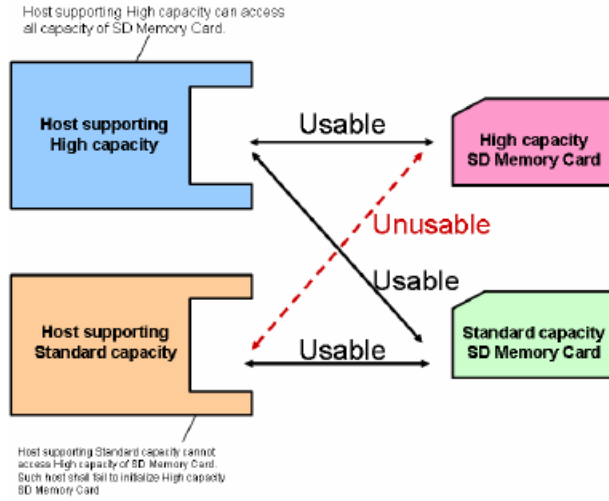 Host supporting High capacity can access
all capacity of SD Memory Card.
Host supporting
High capacity
Usable
High capacity
SD Memory Card
Unusable
Usable
Host supporting
Standard capacity
Usable
Standard capacity
SD Memory Card
Host supporting Standard capacity cannot
access High capacity of SD Memory Card.
Such host shall fail to initialize High capacity
SD Memory Card